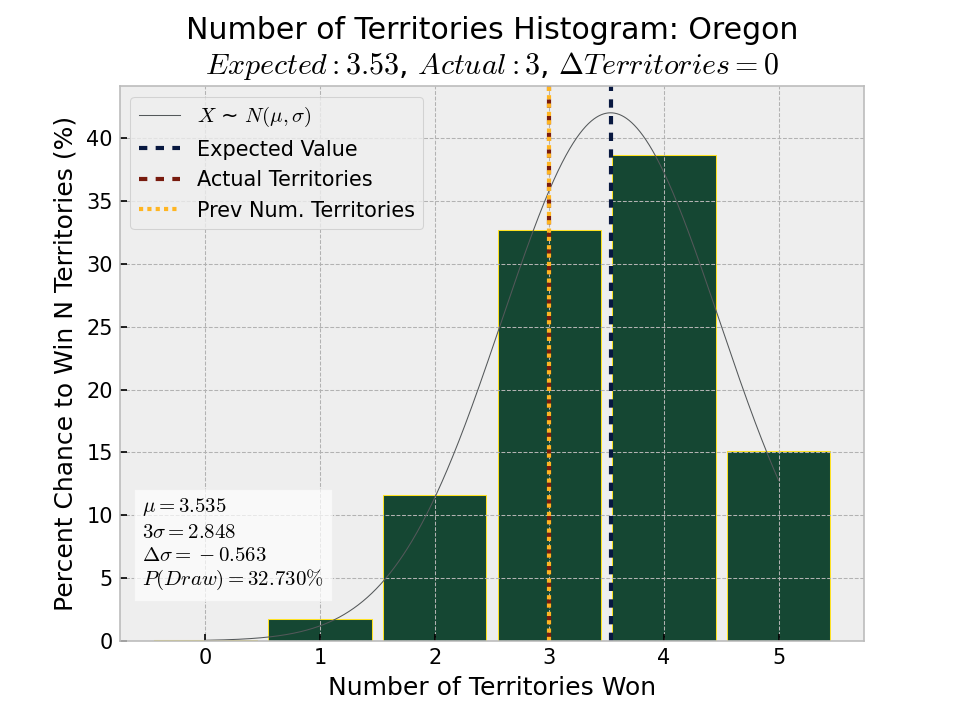 Number of Territories Histogram: Oregon
Expected : 3.53, Actual : 3, ΔTerritories = 0
X ~ N(μ, σ)
Expected Value
Actual Territories
Prev Num. Territories
Percent Chance to Win N Territories (%)
40
35
30
25
20
15
10
5
0
μ = 3.535
3σ = 2.848
Δσ = −0.563
P(Draw) = 32.730%
0 1 2 3 4 5
Number of Territories Won